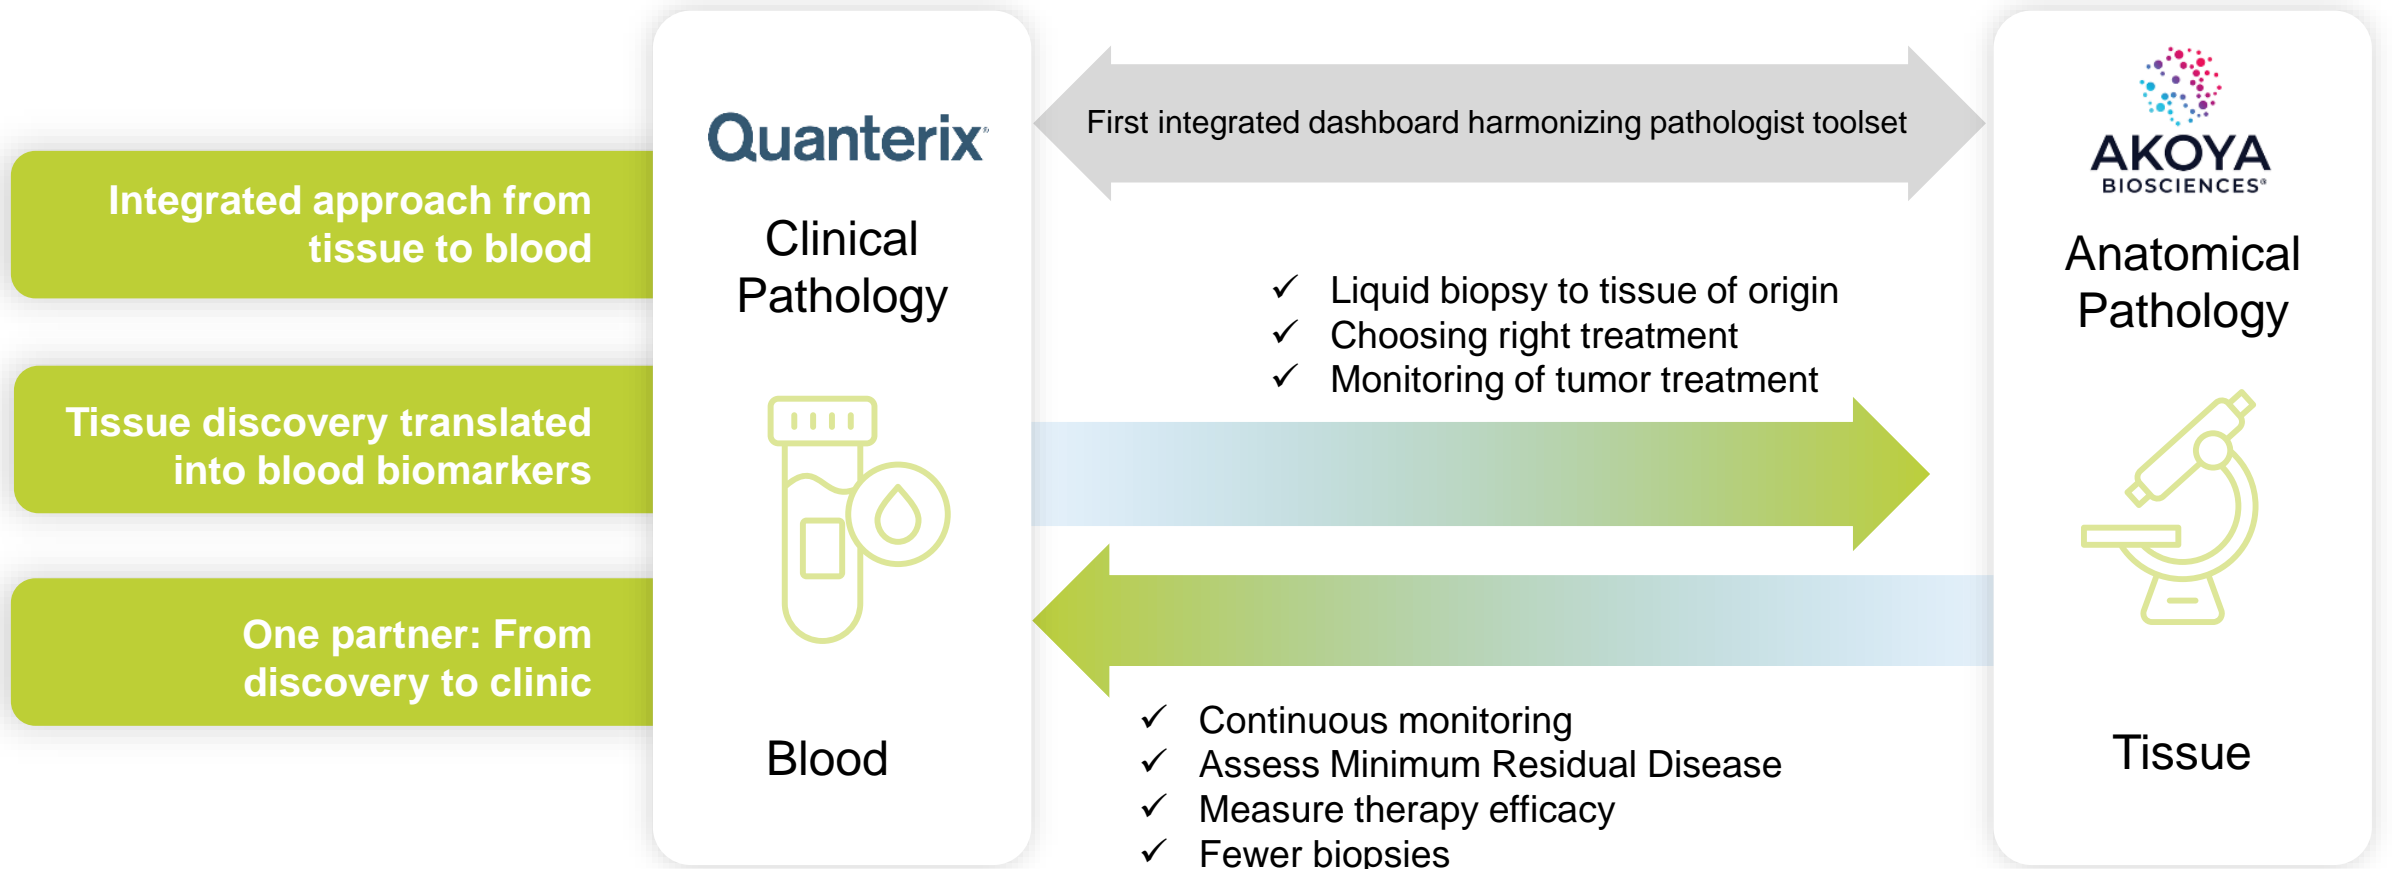 Integrated approach from
tissue to blood
Tissue discovery translated
into blood biomarkers
One partner: From
discovery to clinic
Quanterix®
Clinical
Pathology
Blood
First integrated dashboard harmonizing pathologist toolset
✓ Liquid biopsy to tissue of origin
✓ Choosing right treatment
✓ Monitoring of tumor treatment
✓ Continuous monitoring
✓ Assess Minimum Residual Disease
✓ Measure therapy efficacy
✓ Fewer biopsies
AKOYA
BIOSCIENCES®
Anatomical
Pathology
Tissue